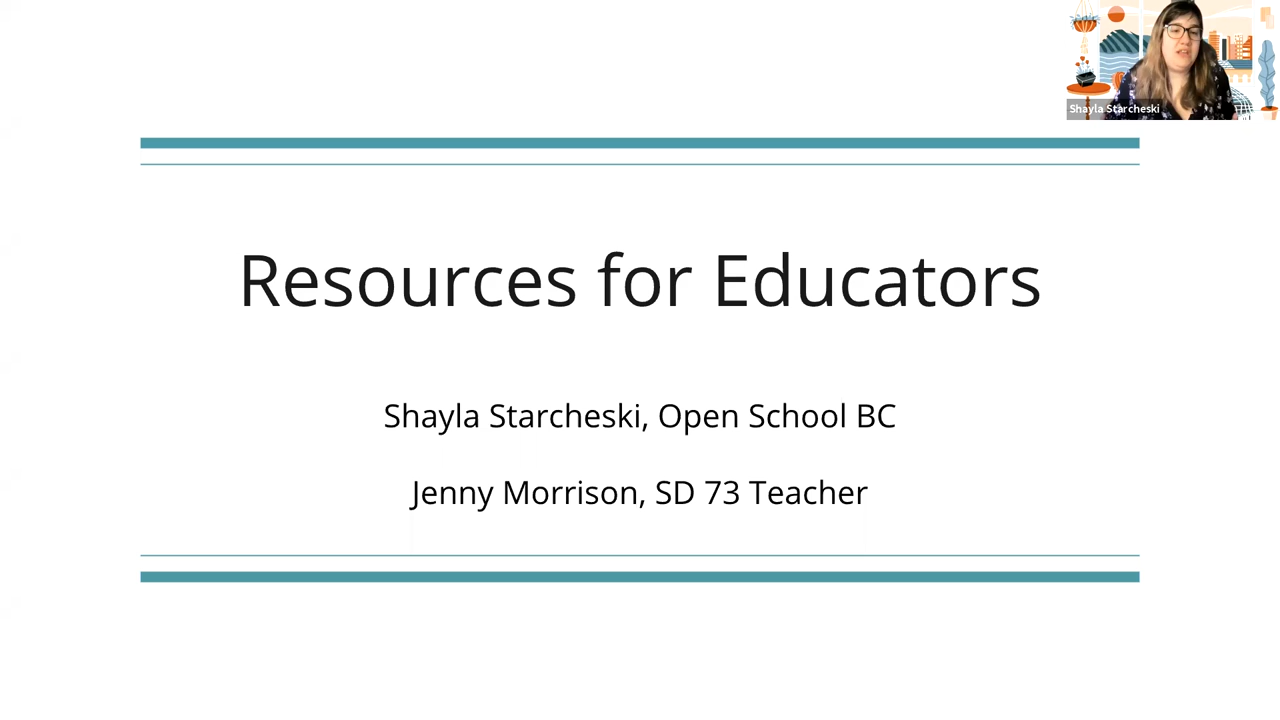 Shayla Starcheski
Resources for Educators
Shayla Starcheski, Open School BC
Jenny Morrison, SD 73 Teacher